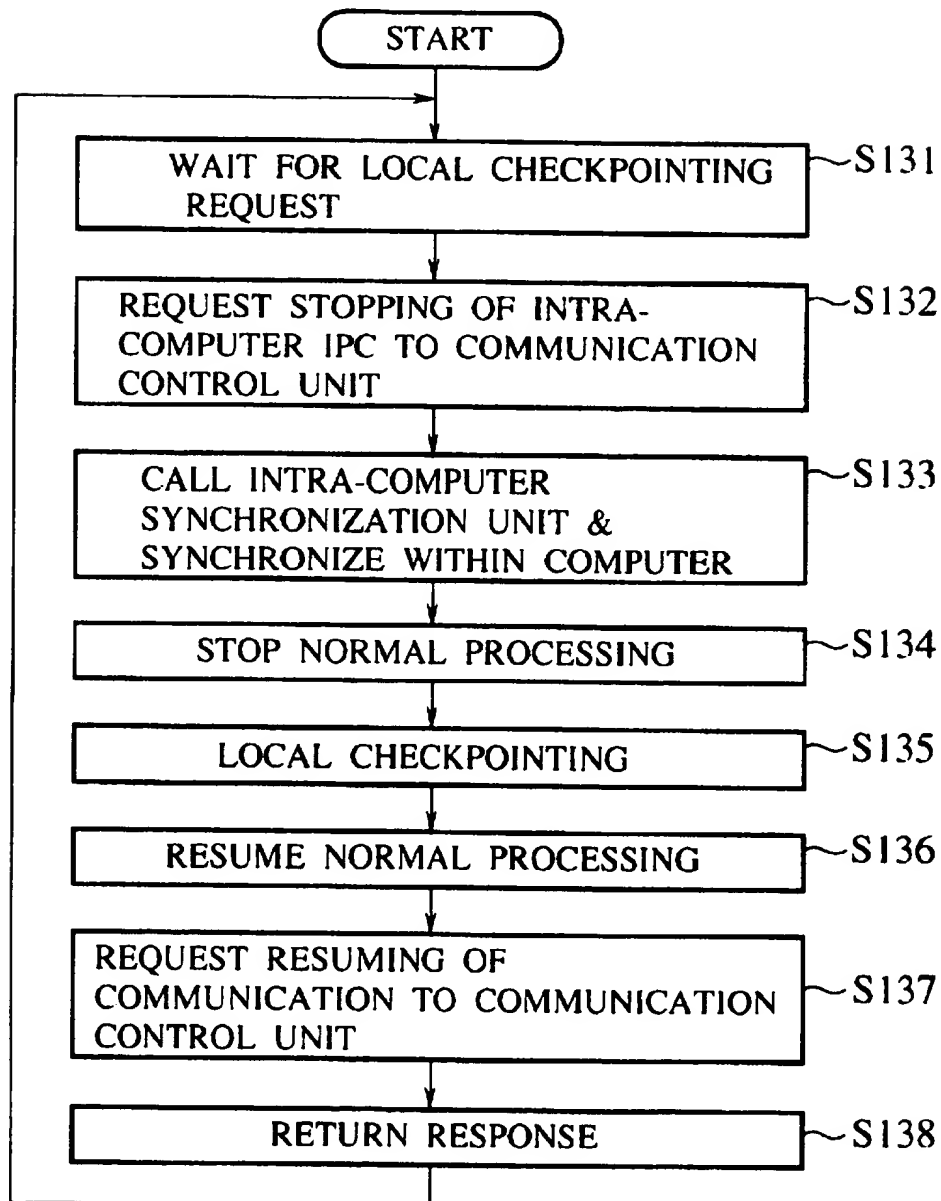 START
WAIT FOR LOCAL CHECKPOINTING
REQUEST
S131
REQUEST STOPPING OF INTRA-
COMPUTER IPC TO COMMUNICATION
CONTROL UNIT
S132
CALL INTRA-COMPUTER
SYNCHRONIZATION UNIT &
SYNCHRONIZE WITHIN COMPUTER
S133
STOP NORMAL PROCESSING
S134
LOCAL CHECKPOINTING
S135
RESUME NORMAL PROCESSING
S136
REQUEST RESUMING OF
COMMUNICATION TO COMMUNICATION
CONTROL UNIT
S137
RETURN RESPONSE
S138